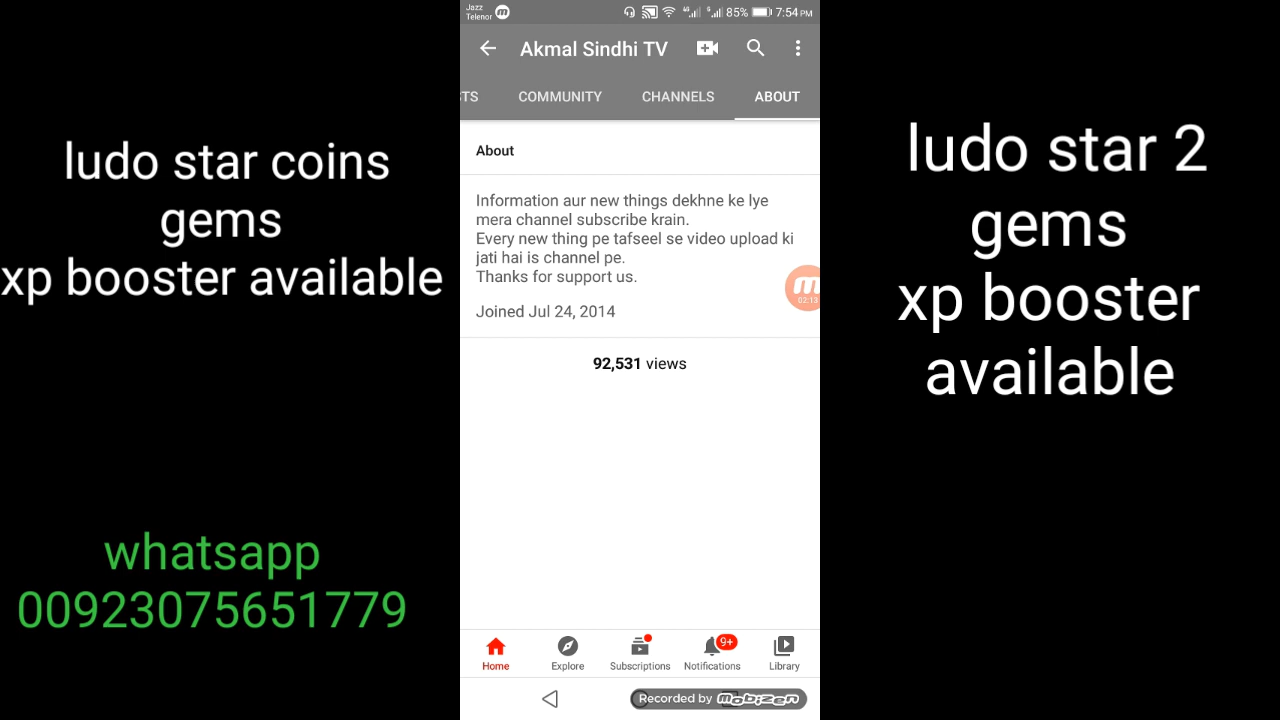 ludo star coins
gems
xp booster available
whatsapp
00923075651779
Jazz
Telenor
85%
7:54 PM
Akmal Sindhi TV
TS COMMUNITY CHANNELS ABOUT
About
Information aur new things dekhne ke lye
mera channel subscribe krain.
Every new thing pe tafseel se video upload ki
jati hai is channel pe.
Thanks for support us.
02:13
Joined Jul 24, 2014
92,531 views
9+
Home Explore Subscriptions Notifications Library
Recorded by mobizen
ludo star 2
gems
xp booster
available